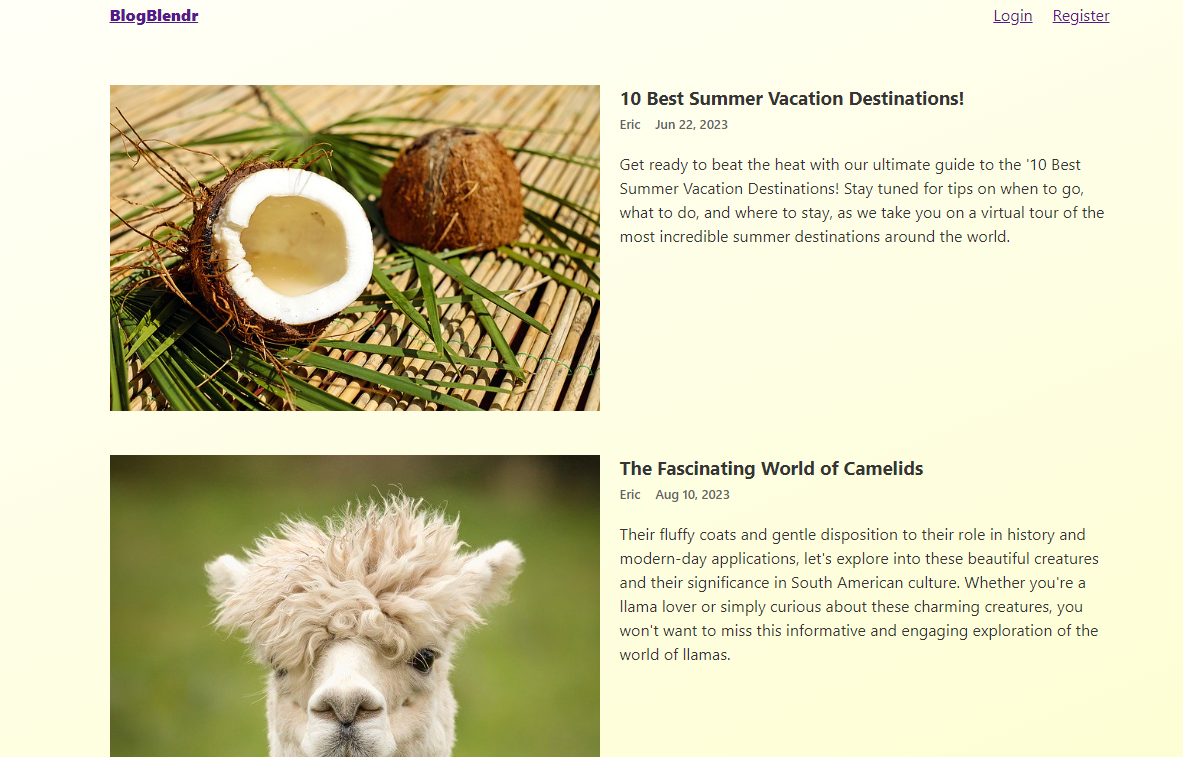 BlogBlendr
Login Register
10 Best Summer Vacation Destinations!
Eric Jun 22, 2023
Get ready to beat the heat with our ultimate guide to the '10 Best
Summer Vacation Destinations! Stay tuned for tips on when to go,
what to do, and where to stay, as we take you on a virtual tour of the
most incredible summer destinations around the world.
The Fascinating World of Camelids
Eric Aug 10, 2023
Their fluffy coats and gentle disposition to their role in history and
modern-day applications, let's explore into these beautiful creatures
and their significance in South American culture. Whether you're a
llama lover or simply curious about these charming creatures, you
won't want to miss this informative and engaging exploration of the
world of llamas.